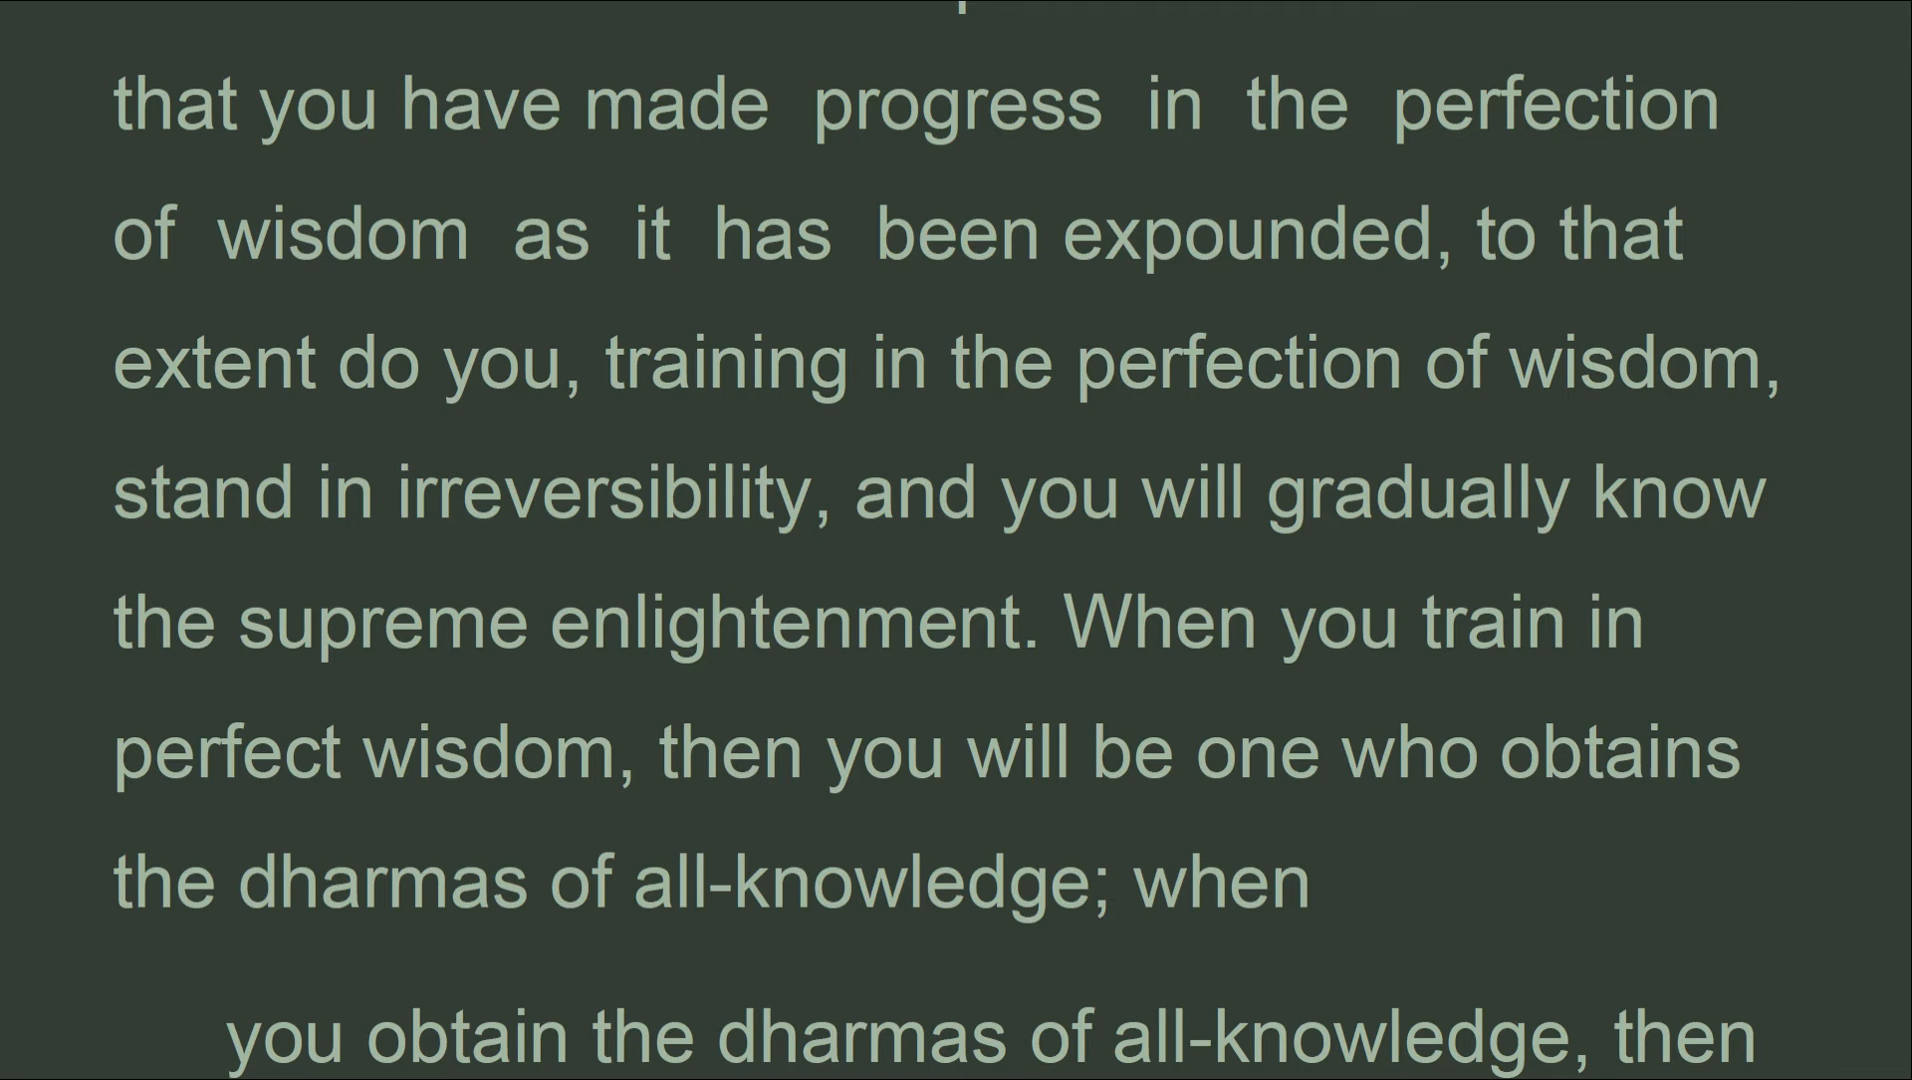 that you have made progress in the perfection
of wisdom as it has been expounded, to that
extent do you, training in the perfection of wisdom,
stand in irreversibility, and you will gradually know
the supreme enlightenment. When you train in
perfect wisdom, then you will be one who obtains
the dharmas of all-knowledge; when
you obtain the dharmas of all-knowledge, then